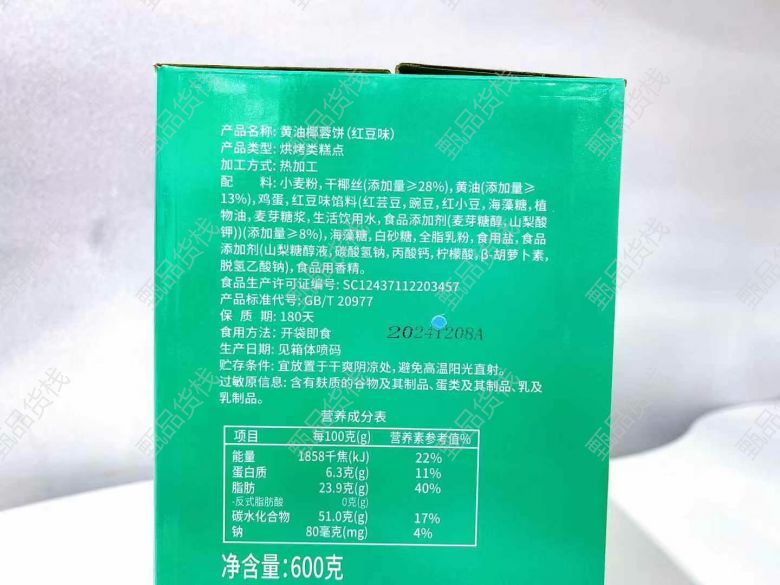 产品名称: 黄油椰蓉饼(红豆味)
产品类型: 烘烤类糕点
加工方式: 热加工
配 料: 小麦粉,干椰丝(添加量≥28%),黄油(添加量≥
13%),鸡蛋,红豆味馅料(红芸豆,豌豆,红小豆,海藻糖,植
物油,麦芽糖浆,生活饮用水,食品添加剂(麦芽糖醇,山梨酸
钾))(添加量≥8%),海藻糖,白砂糖,全脂乳粉,食用盐,食品
添加剂(山梨糖醇液,碳酸氢钠,丙酸钙,柠檬酸,β-胡萝卜素,
脱氢乙酸钠),食品用香精。
食品生产许可证编号: SC12437112203457
产品标准代号: GB/T 20977
保 质 期: 180天
食用方法: 开袋即食
20241208A
生产日期: 见箱体喷码
贮存条件: 宜放置于干爽阴凉处,避免高温阳光直射。
过敏原信息: 含有麸质的谷物及其制品、蛋类及其制品、乳及
乳制品。
营养成分表
项目 每100克(g) 营养素参考值%
能量 1858千焦(kJ) 22%
蛋白质 6.3克(g) 11%
脂肪 23.9克(g) 40%
-反式脂肪酸 0克(g)
碳水化合物 51.0克(g) 17%
钠 80毫克(mg) 4%
净含量:600克
甄品货栈